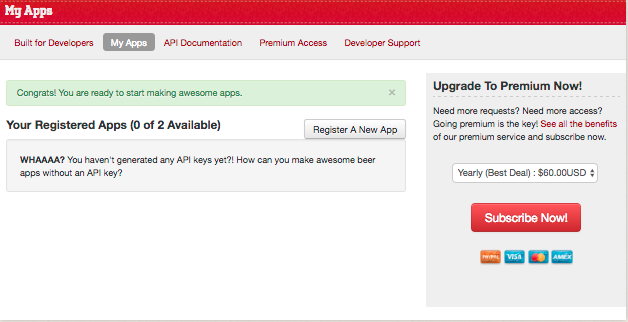 My Apps
Built for Developers My Apps API Documentation Premium Access Developer Support
Congrats! You are ready to start making awesome apps. ×
Your Registered Apps (0 of 2 Available)
Register A New App
WHAAAA? You haven't generated any API keys yet?! How can you make awesome beer
apps without an API key?
Upgrade To Premium Now!
Need more requests? Need more access?
Going premium is the key! See all the benefits
of our premium service and subscribe now.
Yearly (Best Deal) : $60.00USD
Subscribe Now!
PayPal VISA MasterCard AMEX